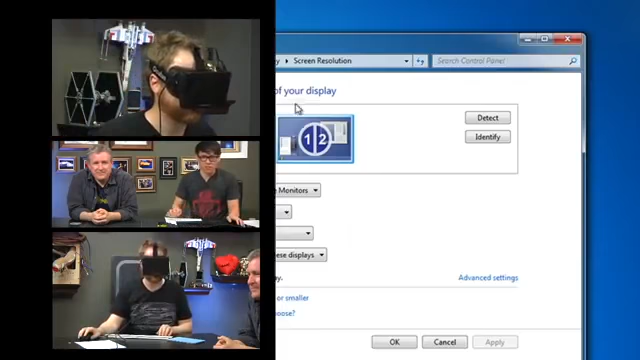 y ▸ Screen Resolution
Search Control Panel
of your display
Detect
1|2
Identify
e Monitors
ese displays
y.
Advanced settings
or smaller
hoose?
OK
Cancel
Apply